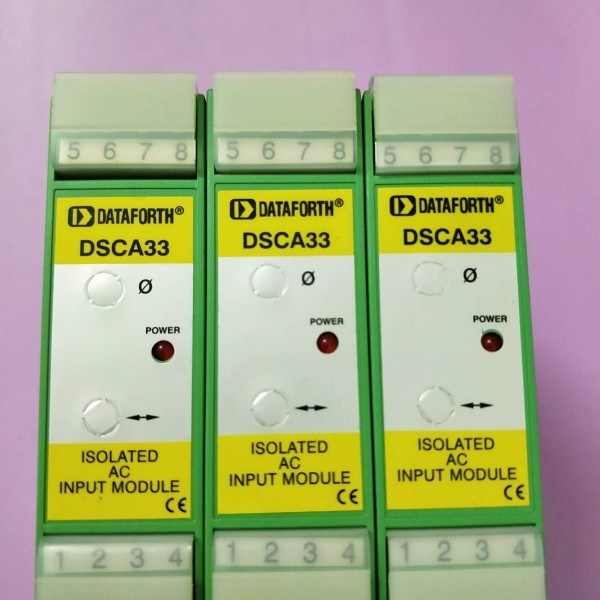 5 6 7 8
DATAFORTH®
DSCA33
Ø
POWER
ISOLATED
AC
INPUT MODULE
CE
1 2 3 4
5 6 7 8
DATAFORTH®
DSCA33
Ø
POWER
ISOLATED
AC
INPUT MODULE
CE
1 2 3 4
5 6 7 8
DATAFORTH®
DSCA33
Ø
POWER
ISOLATED
AC
INPUT MODULE
CE
1 2 3 4